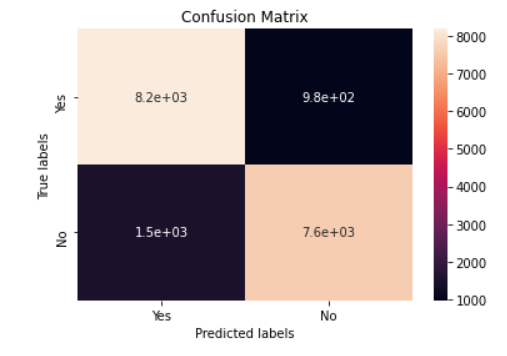 Confusion Matrix
True labels
Yes
No
8.2e+03
9.8e+02
1.5e+03
7.6e+03
Yes
No
Predicted labels
8000
7000
6000
5000
4000
3000
2000
1000